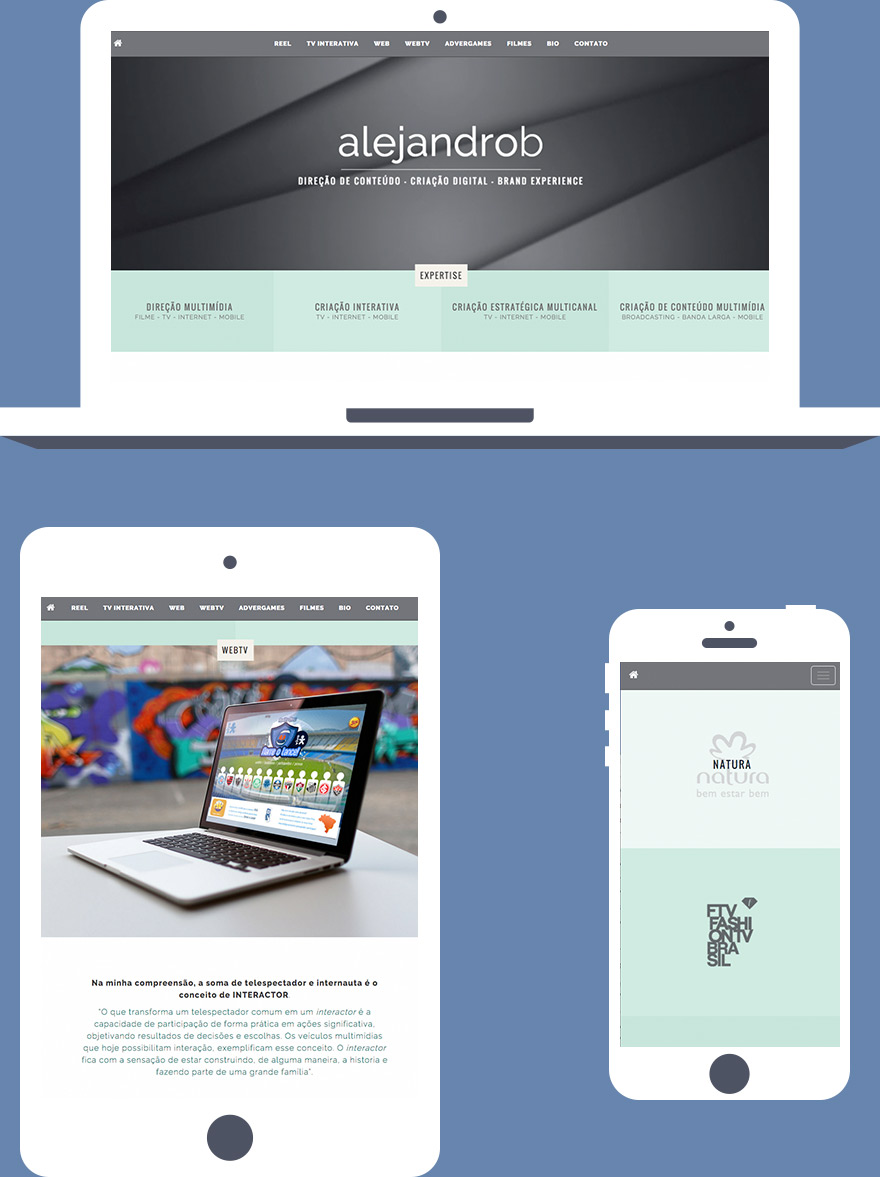 REEL TV INTERATIVA WEB WEBTV ADVERGAMES FILMES BIO CONTATO
alejandrob
DIREÇÃO DE CONTEÚDO - CRIAÇÃO DIGITAL - BRAND EXPERIENCE
EXPERTISE
DIREÇÃO MULTIMÍDIA
FILME - TV - INTERNET - MOBILE
CRIAÇÃO INTERATIVA
TV - INTERNET - MOBILE
CRIAÇÃO ESTRATÉGICA MULTICANAL
TV - INTERNET - MOBILE
CRIAÇÃO DE CONTEÚDO MULTIMÍDIA
BROADCASTING - BANDA LARGA - MOBILE
REEL TV INTERATIVA WEB WEBTV ADVERGAMES FILMES BIO CONTATO
WEBTV
Na minha compreensão, a soma de telespectador e internauta é o
conceito de INTERACTOR
"O que transforma um telespectador comum em um interactor é a
capacidade de participação de forma prática em ações significativa,
objetivando resultados de decisões e escolhas. Os veículos multimídias
que hoje possibilitam interação, exemplificam esse conceito. O interactor
fica com a sensação de estar construindo, de alguma maneira, a historia e
fazendo parte de uma grande família".
NATURA
natura
bem estar bem
FTV
FASHI
ONTV
BRA
SIL